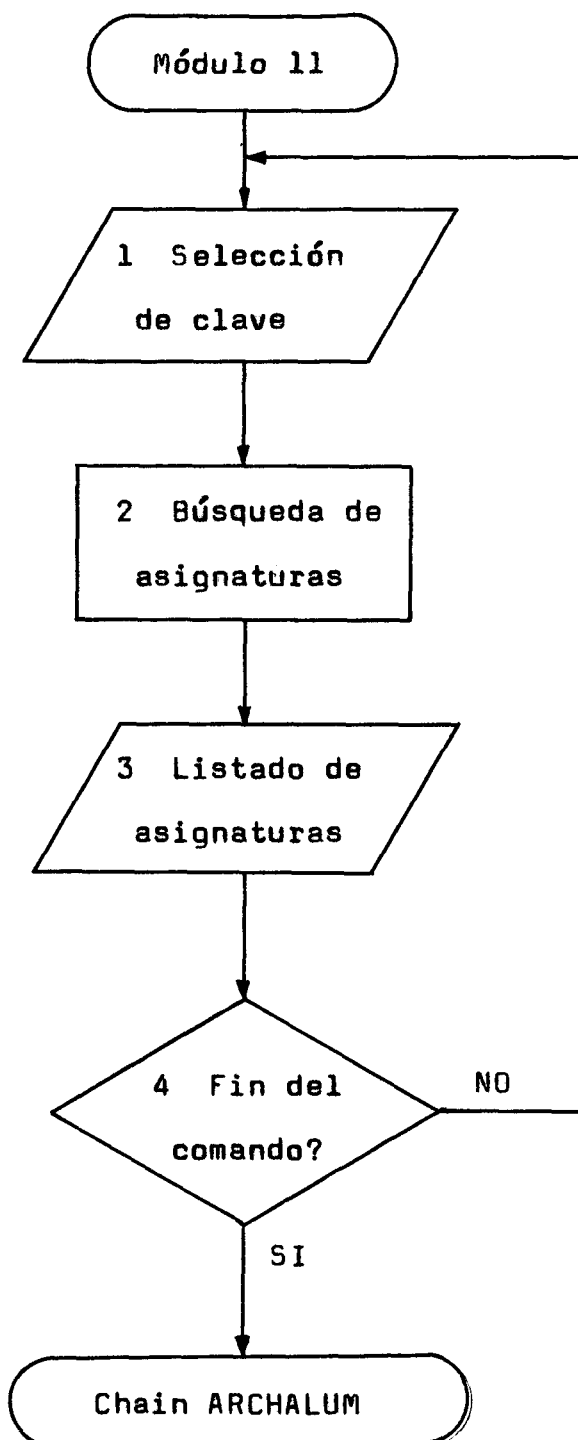 Módulo 11
1 Selección
de clave
2 Búsqueda de
asignaturas
3 Listado de
asignaturas
4 Fin del
comando?
NO
SI
Chain ARCHALUM